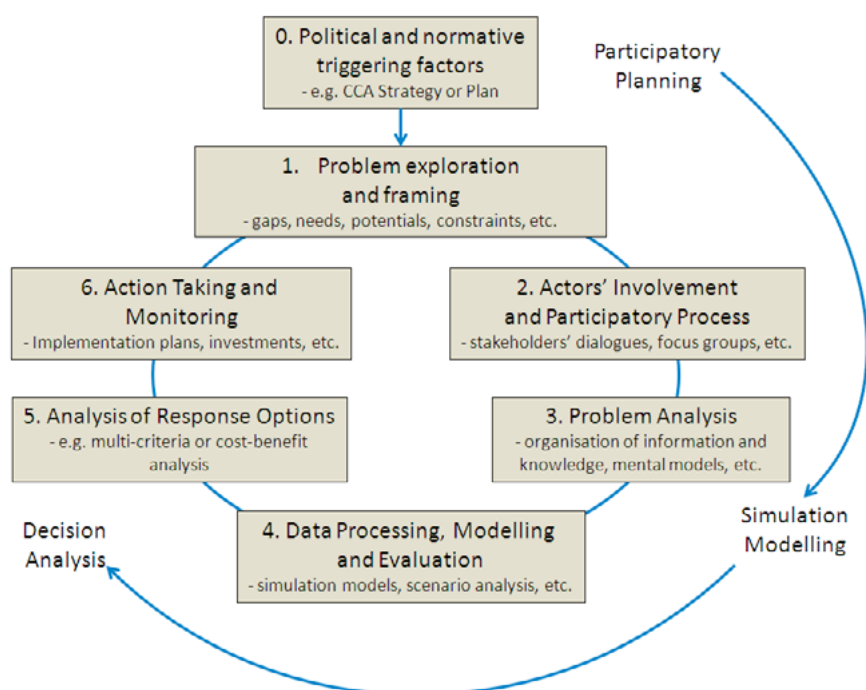 0. Political and normative
triggering factors
- e.g. CCA Strategy or Plan
Participatory
Planning
1. Problem exploration
and framing
- gaps, needs, potentials, constraints, etc.
6. Action Taking and
Monitoring
- Implementation plans, investments, etc.
2. Actors' Involvement
and Participatory Process
- stakeholders' dialogues, focus groups, etc.
5. Analysis of Response Options
- e.g. multi-criteria or cost-benefit
analysis
3. Problem Analysis
- organisation of information and
knowledge, mental models, etc.
4. Data Processing, Modelling
and Evaluation
- simulation models, scenario analysis, etc.
Simulation
Modelling
Decision
Analysis